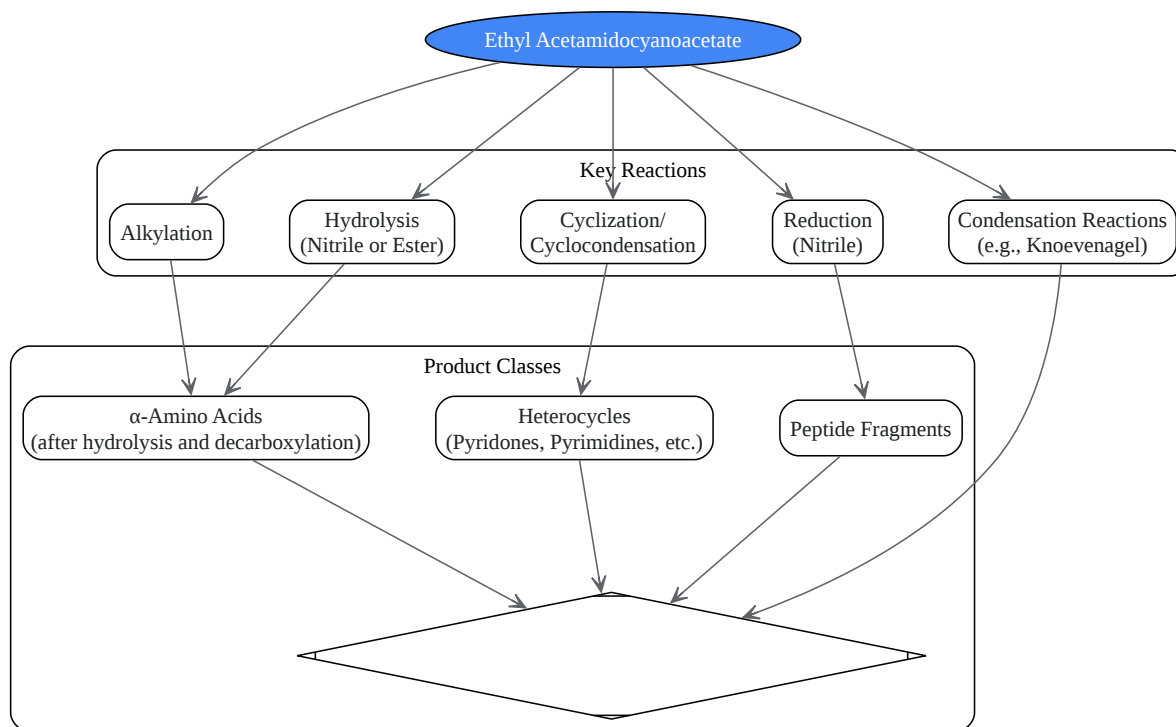 Ethyl Acetamidocyanoacetate
Key Reactions
Alkylation
Hydrolysis
(Nitrile or Ester)
Cyclization/
Cyclocondensation
Reduction
(Nitrile)
Condensation Reactions
(e.g., Knoevenagel)
Product Classes
α-Amino Acids
(after hydrolysis and decarboxylation)
Heterocycles
(Pyridones, Pyrimidines, etc.)
Peptide Fragments